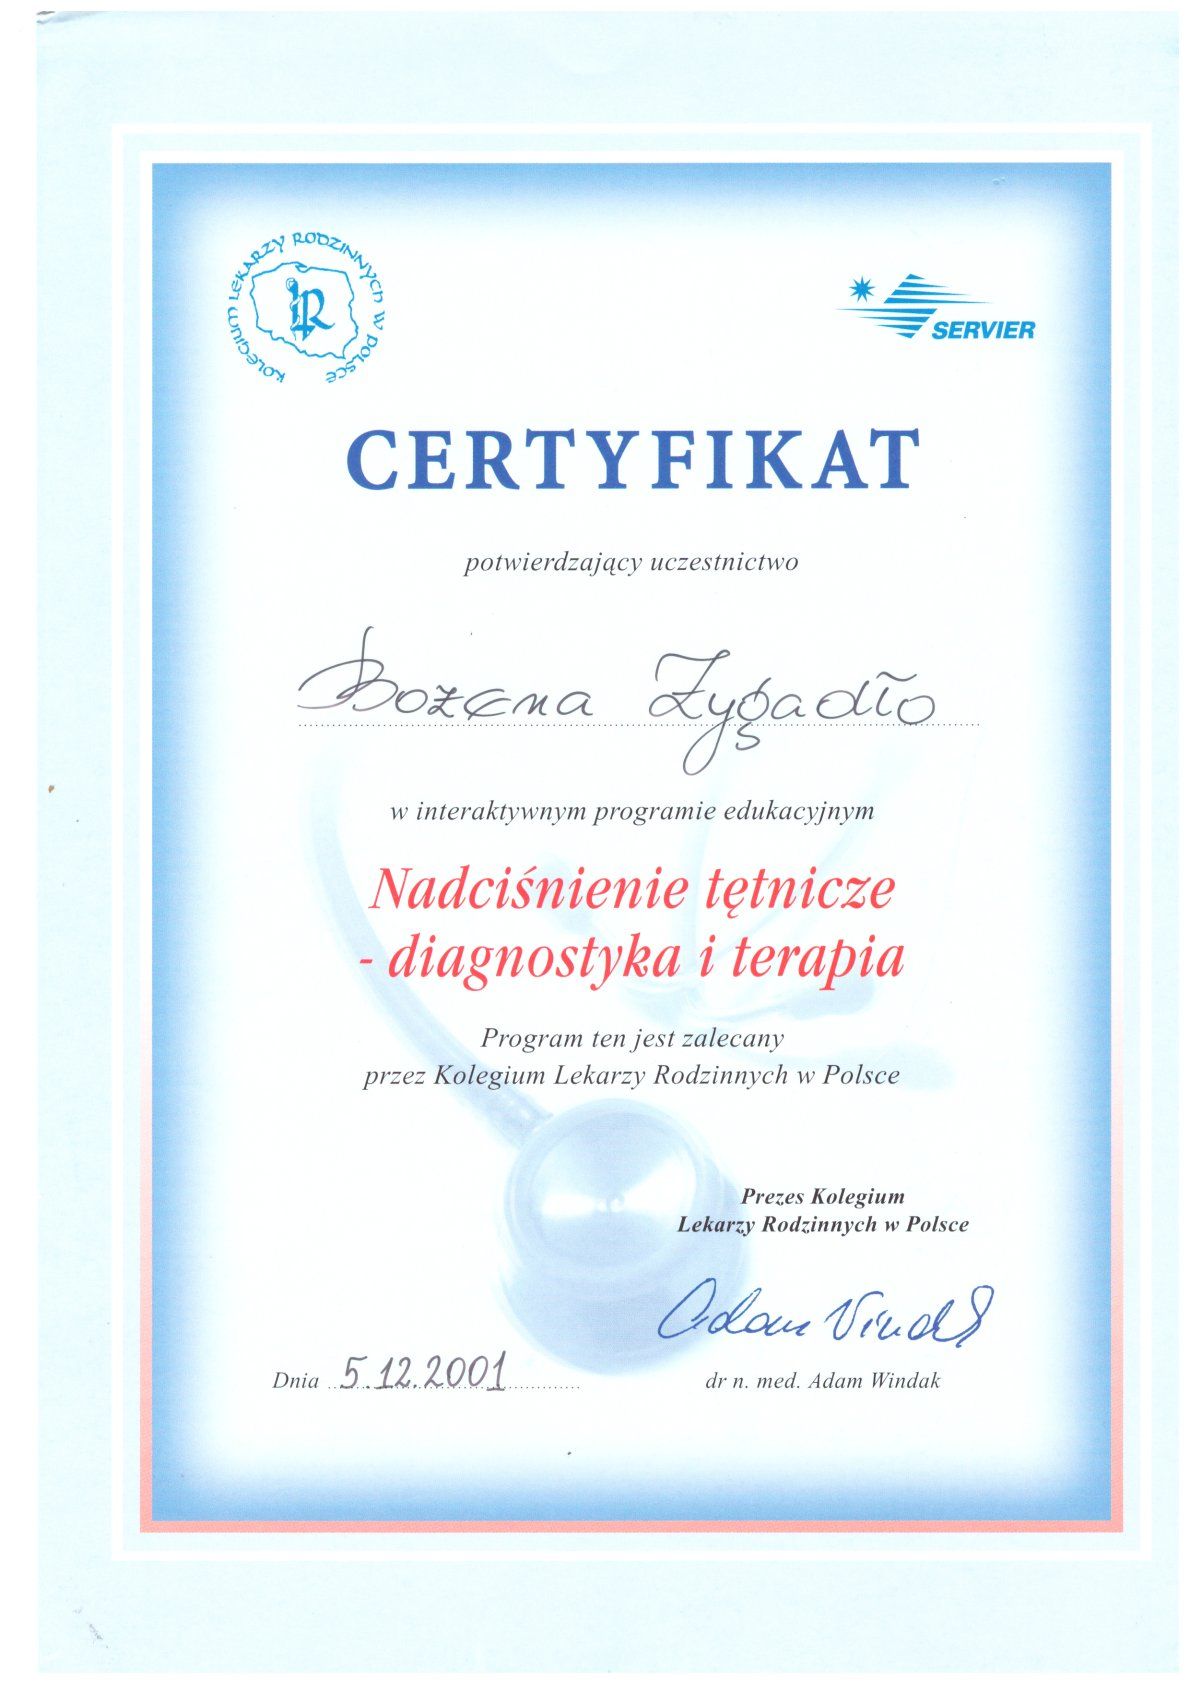 KOLEGIUM LEKARZY RODZINNYCH W POLSCE
SERVIER
CERTYFIKAT
potwierdzający uczestnictwo
Bożena Zygadło
w interaktywnym programie edukacyjnym
Nadciśnienie tętnicze
- diagnostyka i terapia
Program ten jest zalecany
przez Kolegium Lekarzy Rodzinnych w Polsce
Prezes Kolegium
Lekarzy Rodzinnych w Polsce
Adam Windak
Dnia 5.12.2001
dr n. med. Adam Windak